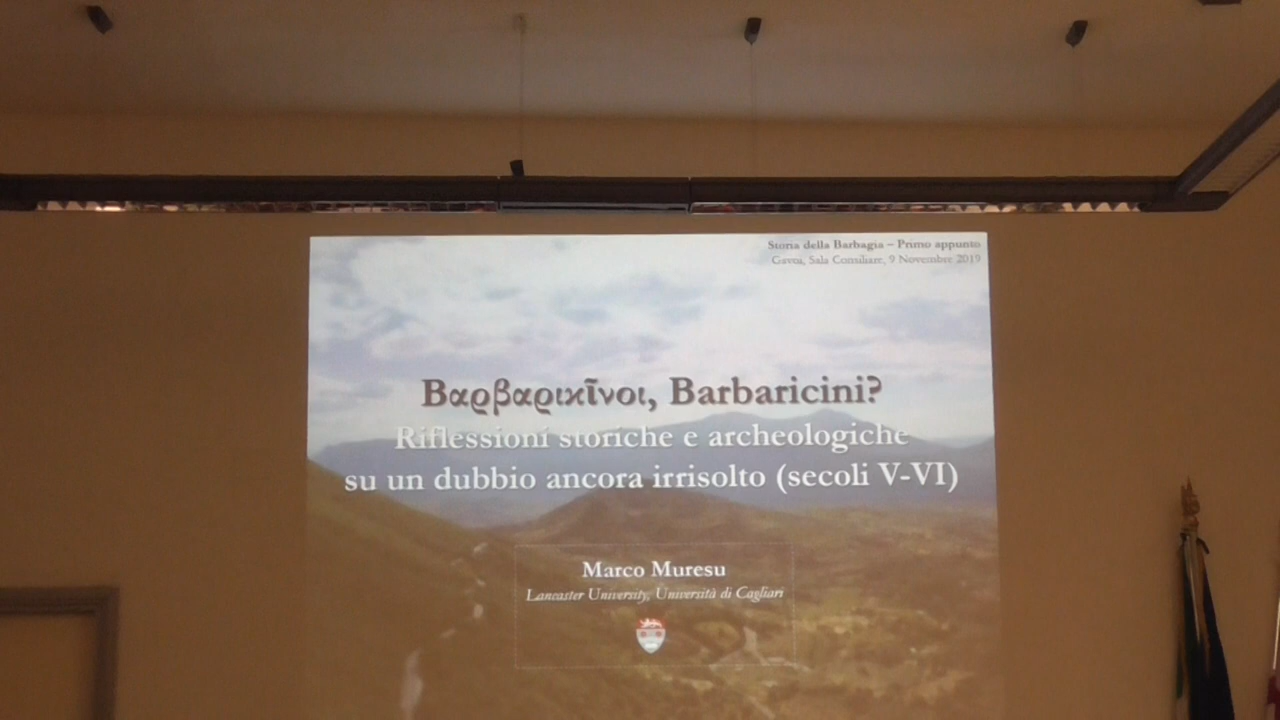 Storia della Barbagia – Primo appunto
Gavoi, Sala Consiliare, 9 Novembre 2019
Βαρβαρικῖνοι, Barbaricini?
Riflessioni storiche e archeologiche
su un dubbio ancora irrisolto (secoli V-VI)
Marco Muresu
Lancaster University, Università di Cagliari